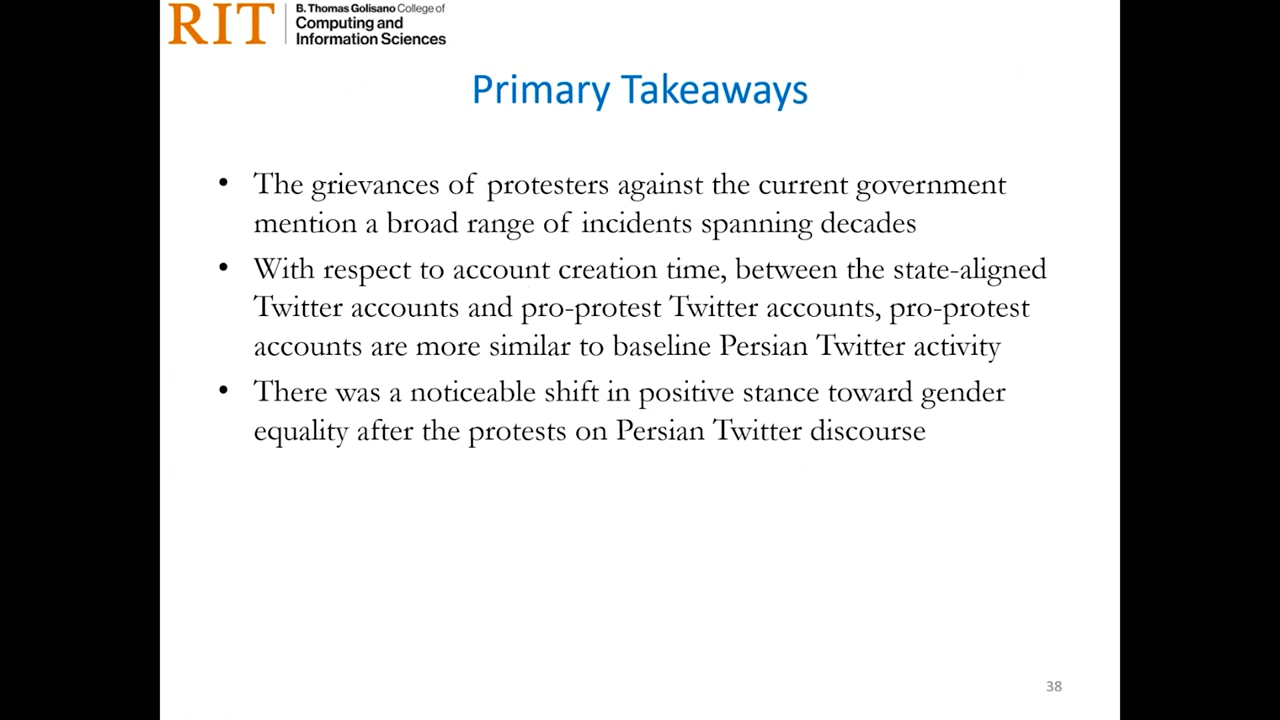 RIT
B. Thomas Golisano College of
Computing and
Information Sciences
Primary Takeaways
• The grievances of protesters against the current government
mention a broad range of incidents spanning decades
• With respect to account creation time, between the state-aligned
Twitter accounts and pro-protest Twitter accounts, pro-protest
accounts are more similar to baseline Persian Twitter activity
• There was a noticeable shift in positive stance toward gender
equality after the protests on Persian Twitter discourse
38